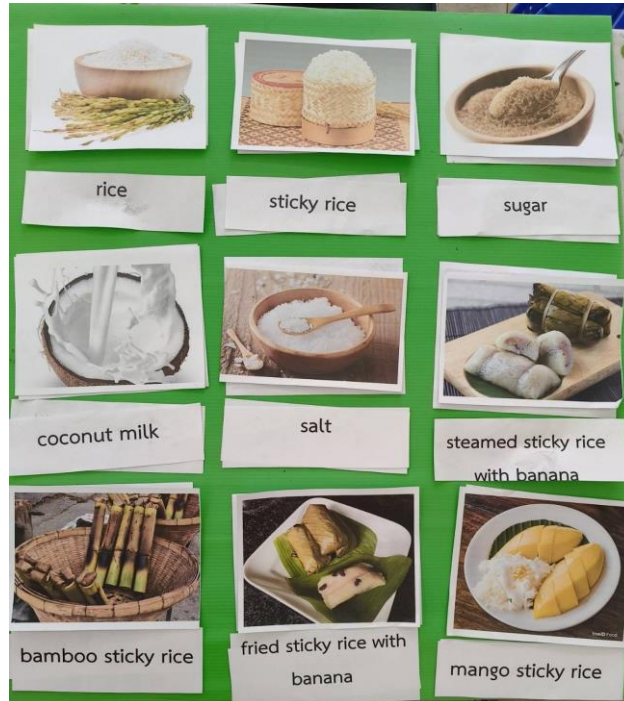 rice
sticky rice
sugar
coconut milk
salt
steamed sticky rice
with banana
bamboo sticky rice
fried sticky rice with
banana
mango sticky rice